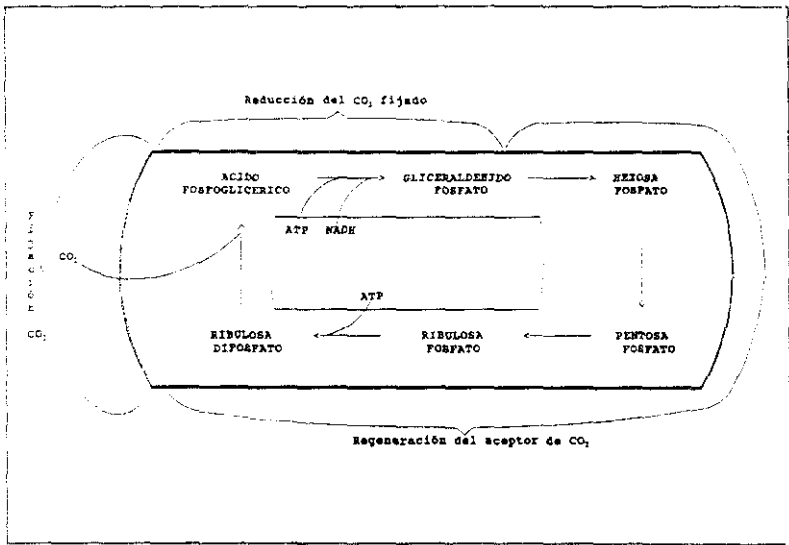 Reducción del CO₂ fijado
ACIDO
FOSFOGLICERICO
GLICERALDEHIDO
FOSFATO
HEXOSA
FOSFATO
ATP NADH
CO₂
FIJACIÓN
CO₂
ATP
RIBULOSA
DIFOSFATO
RIBULOSA
FOSFATO
PENTOSA
FOSFATO
Regeneración del aceptor de CO₂